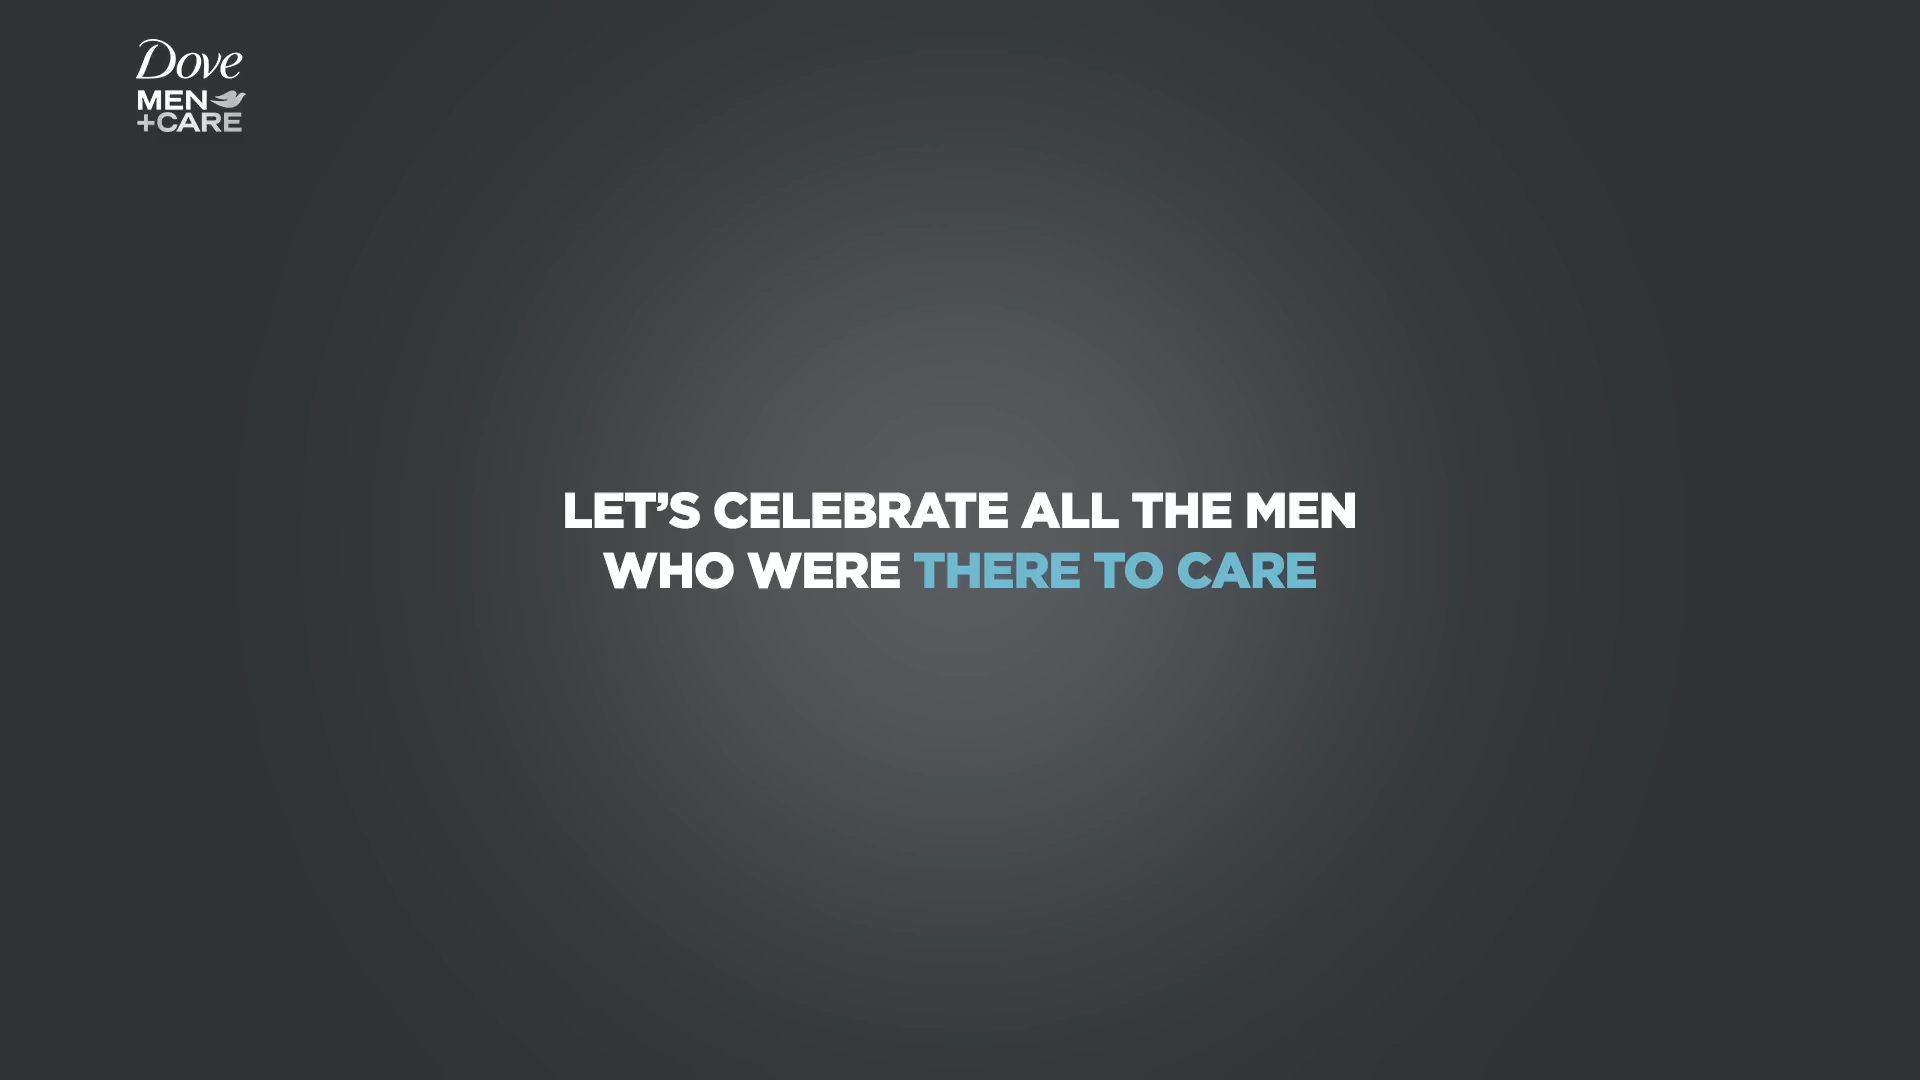 Dove
MEN
+CARE
LET’S CELEBRATE ALL THE MEN
WHO WERE THERE TO CARE